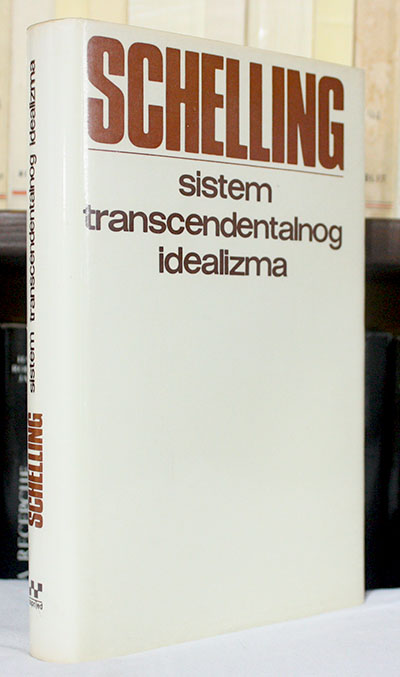 SCHELLING
sistem
transcendentalnog
idealizma
SCHELLING sistem transcendentalnog idealizma